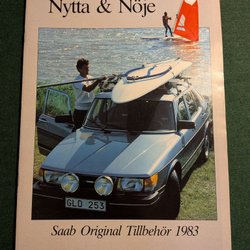 Nytta & Nöje
GLD 253
Saab Original Tillbehör 1983